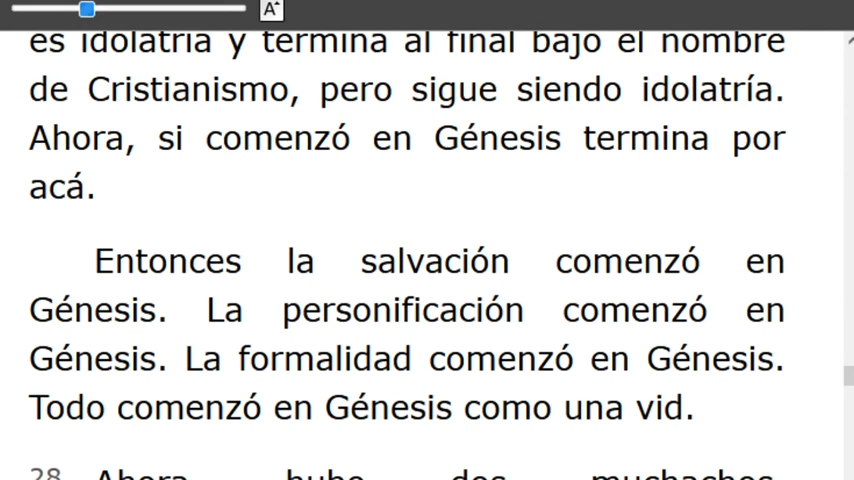 A
es idolatría y termina al final bajo el nombre
de Cristianismo, pero sigue siendo idolatría.
Ahora, si comenzó en Génesis termina por
acá.
Entonces la salvación comenzó en
Génesis. La personificación comenzó en
Génesis. La formalidad comenzó en Génesis.
Todo comenzó en Génesis como una vid.
28 Ahora, hubo dos muchachos